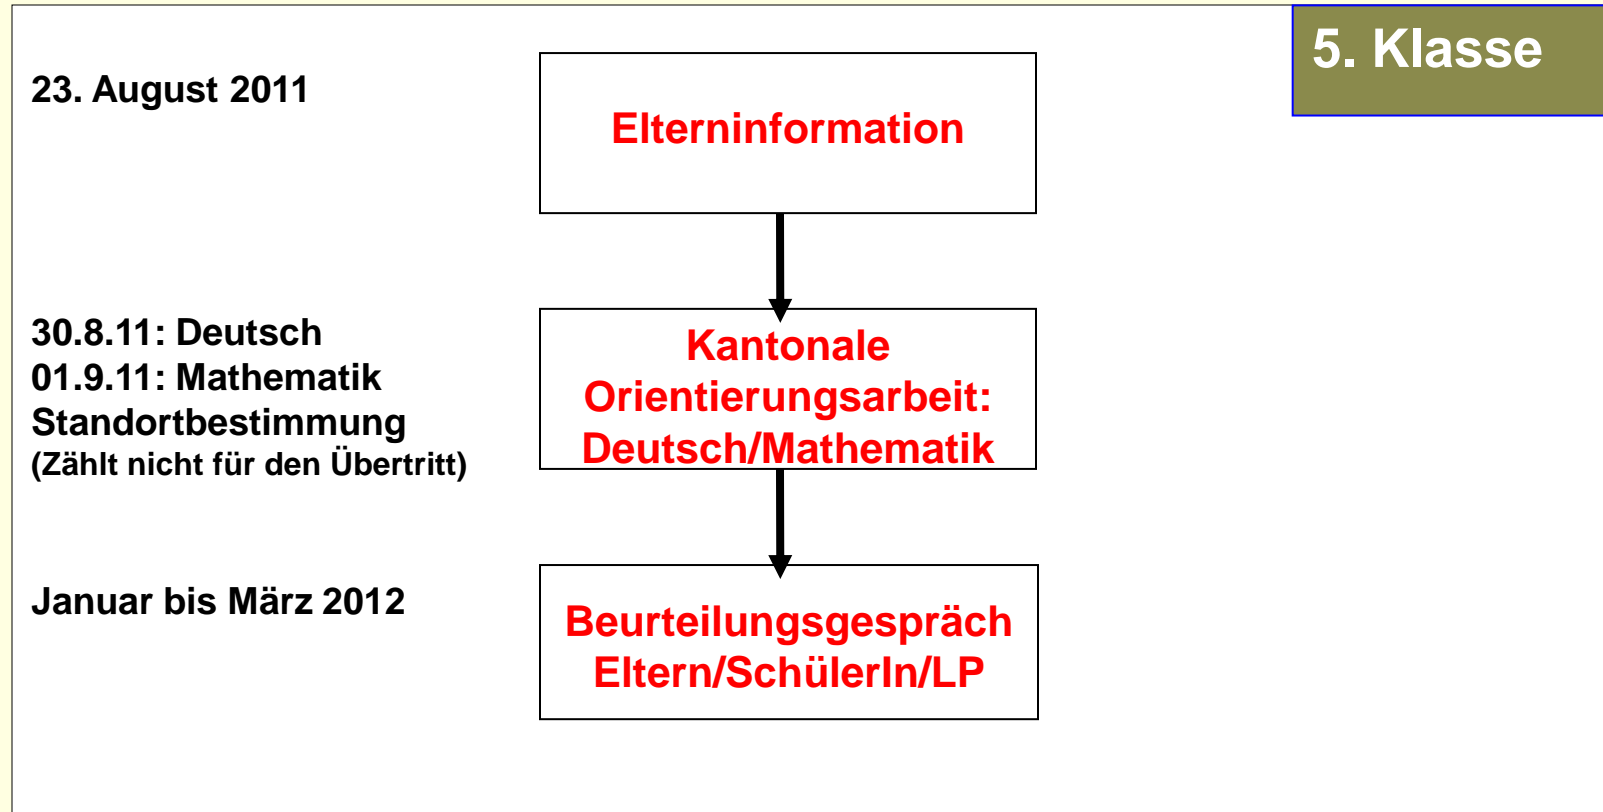 5. Klasse
23. August 2011
Elterninformation
30.8.11: Deutsch
01.9.11: Mathematik
Standortbestimmung
(Zählt nicht für den Übertritt)
Kantonale
Orientierungsarbeit:
Deutsch/Mathematik
Januar bis März 2012
Beurteilungsgespräch
Eltern/SchülerIn/LP